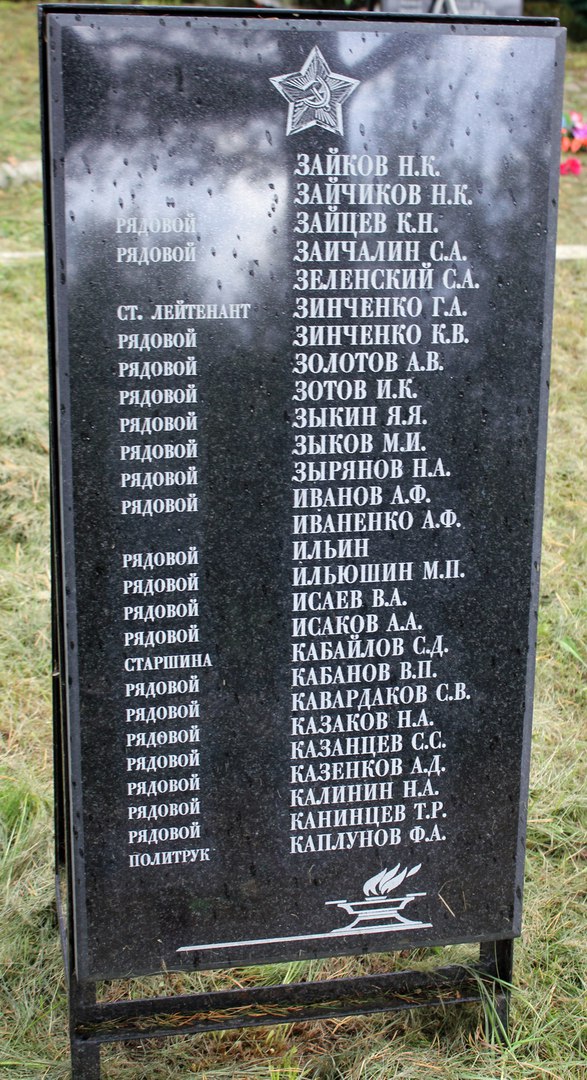 ЗАЙКОВ Н.К.
ЗАЙЧИКОВ Н.К.
РЯДОВОЙ ЗАЙЦЕВ К.Н.
РЯДОВОЙ ЗАИЧАЛИН С.А.
ЗЕЛЕНСКИЙ С.А.
СТ. ЛЕЙТЕНАНТ ЗИНЧЕНКО Г.А.
РЯДОВОЙ ЗИНЧЕНКО К.В.
РЯДОВОЙ ЗОЛОТОВ А.В.
РЯДОВОЙ ЗОТОВ И.К.
РЯДОВОЙ ЗЫКИН Я.Я.
РЯДОВОЙ ЗЫКОВ М.И.
РЯДОВОЙ ЗЫРЯНОВ Н.А.
РЯДОВОЙ ИВАНОВ А.Ф.
ИВАНЕНКО А.Ф.
РЯДОВОЙ ИЛЬИН
РЯДОВОЙ ИЛЬЮШИН М.П.
РЯДОВОЙ ИСАЕВ В.А.
РЯДОВОЙ ИСАКОВ А.А.
СТАРШИНА КАБАЙЛОВ С.Д.
РЯДОВОЙ КАБАНОВ В.П.
РЯДОВОЙ КАВАРДАКОВ С.В.
РЯДОВОЙ КАЗАКОВ Н.А.
РЯДОВОЙ КАЗАНЦЕВ С.С.
РЯДОВОЙ КАЗЕНКОВ А.Д.
РЯДОВОЙ КАЛИНИН Н.А.
РЯДОВОЙ КАНИНЦЕВ Т.Р.
ПОЛИТРУК КАПЛУНОВ Ф.А.